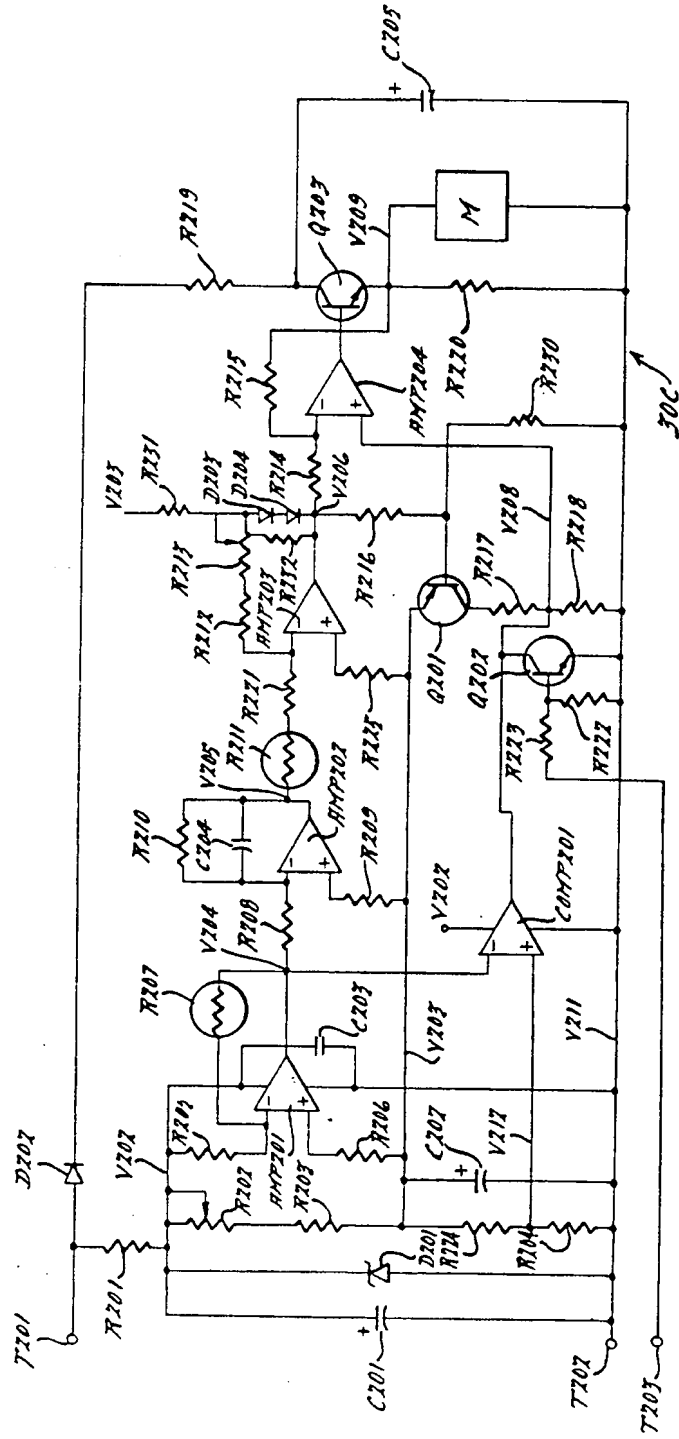 T201
R201
D202
R219
C205
V202
R205
R202
AMP201
R203
R206
R207
C203
V204
R208
R210
C204
AMP202
R209
V205
R211
R221
R212
R213
AMP203
R232
R225
V203
R231
D203
D204
R214
V206
R215
AMP204
Q203
V209
M
R220
R216
R230
30C
Q201
R217
V208
R218
Q202
R223
R222
V202
COMP201
V203
V212
V211
C202
D201
R224
R204
C201
T202
T203
+
+
+
-
+
-
+
-
+
-
+
-
+